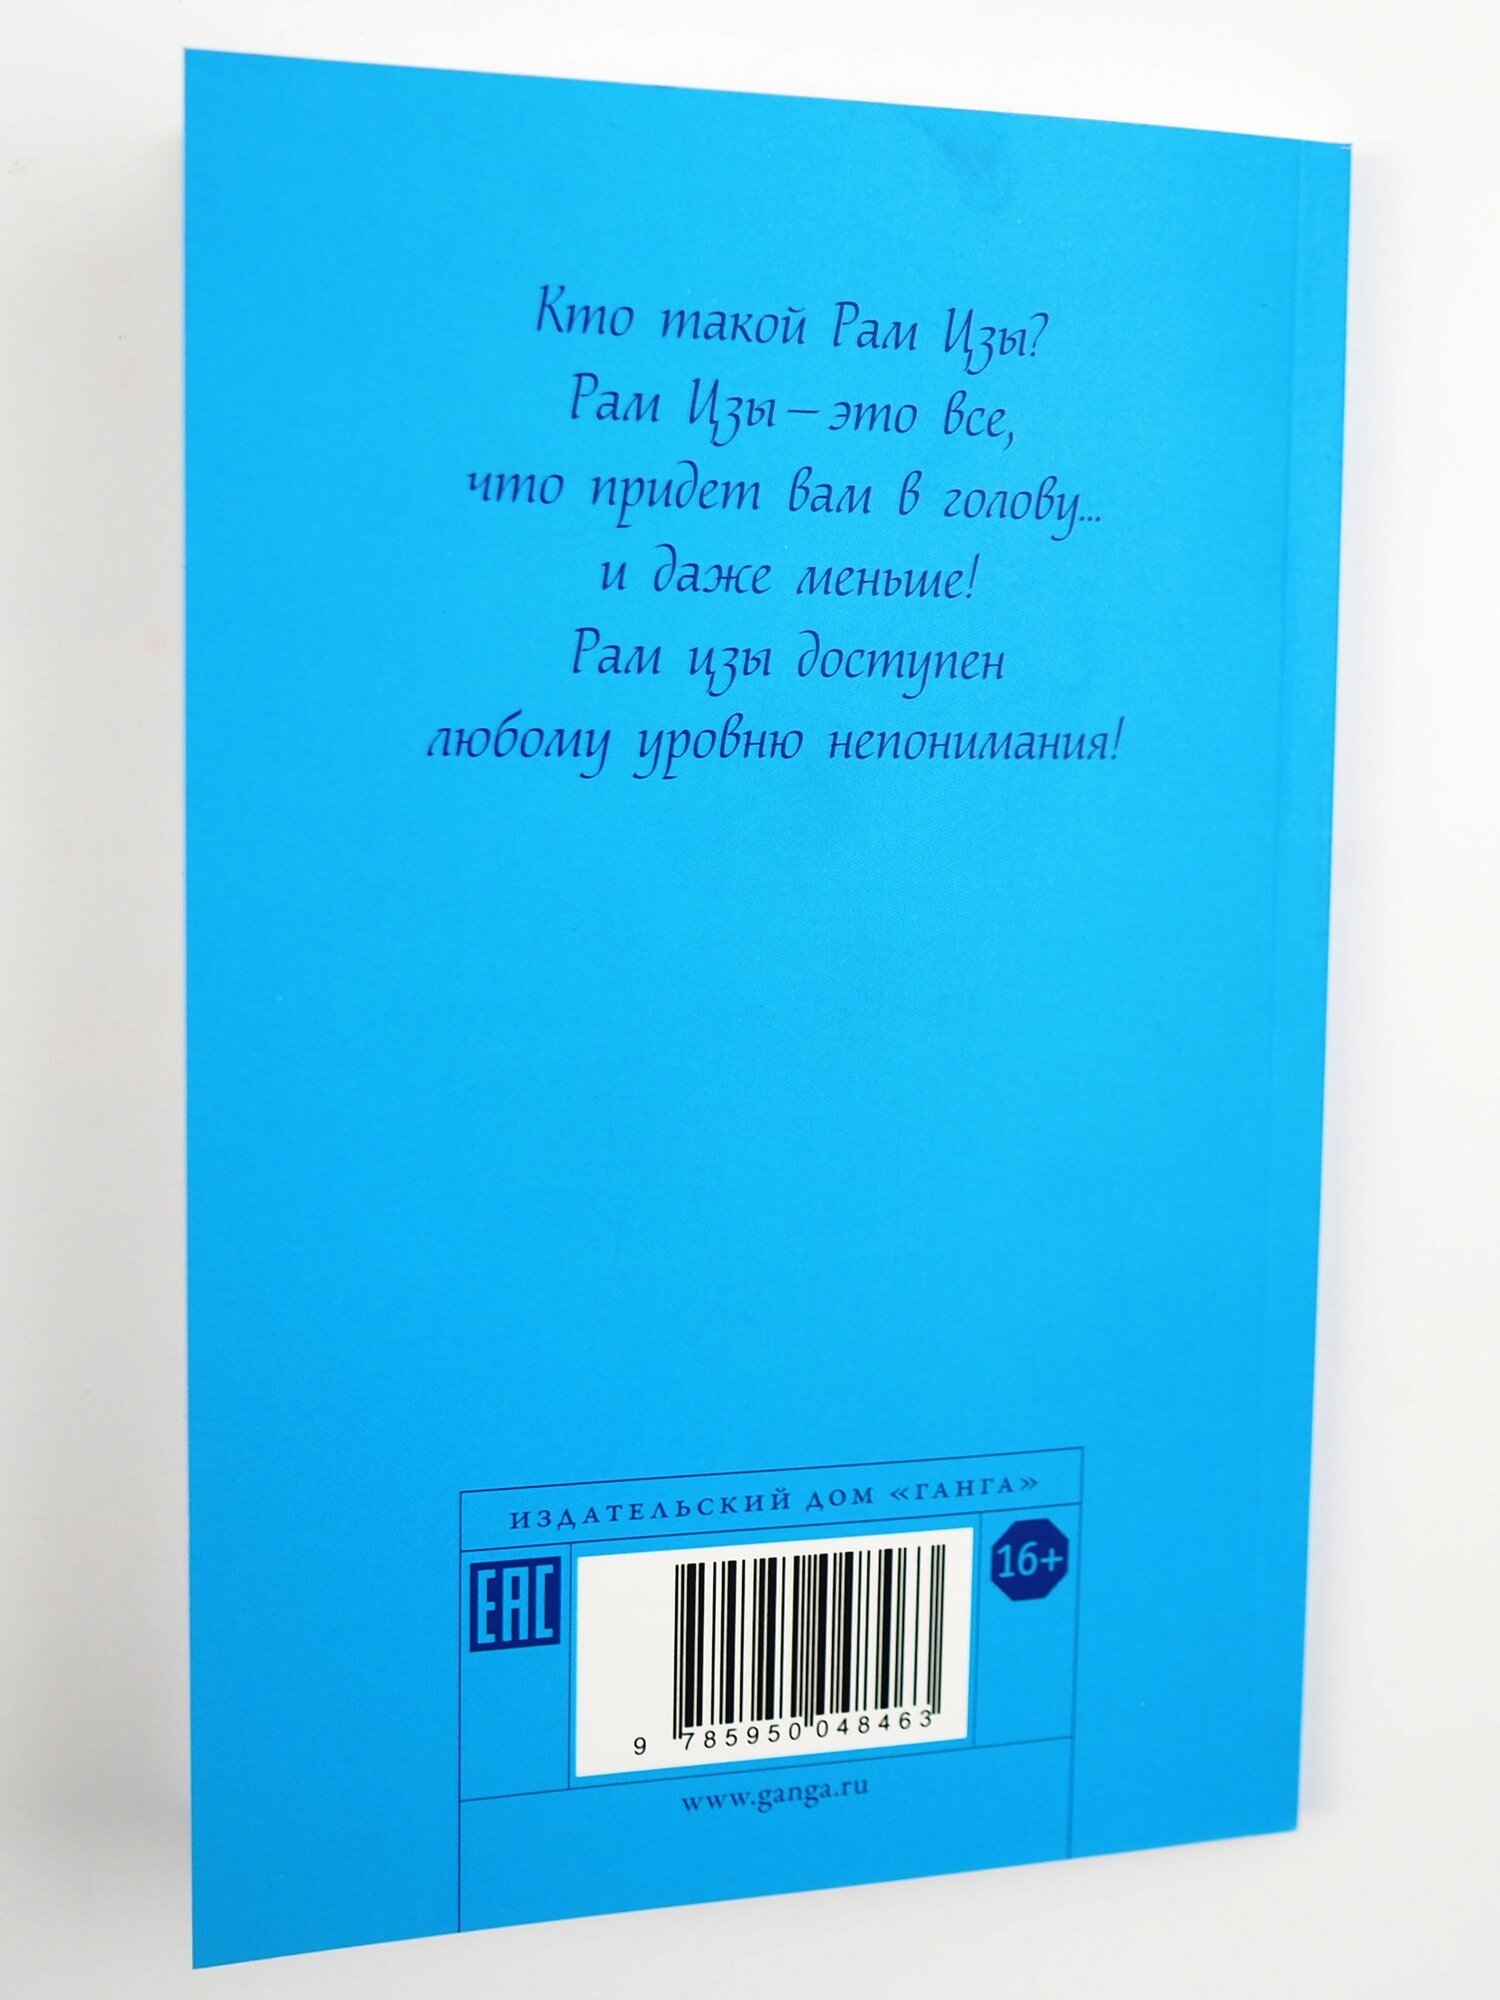 Кто такой Рам Цзы?
Рам Цзы – это все,
что придет вам в голову...
и даже меньше!
Рам цзы доступен
любому уровню непонимания!
ИЗДАТЕЛЬСКИЙ ДОМ «ГАНГА»
EAC
16+
9 785950 048463
www.ganga.ru